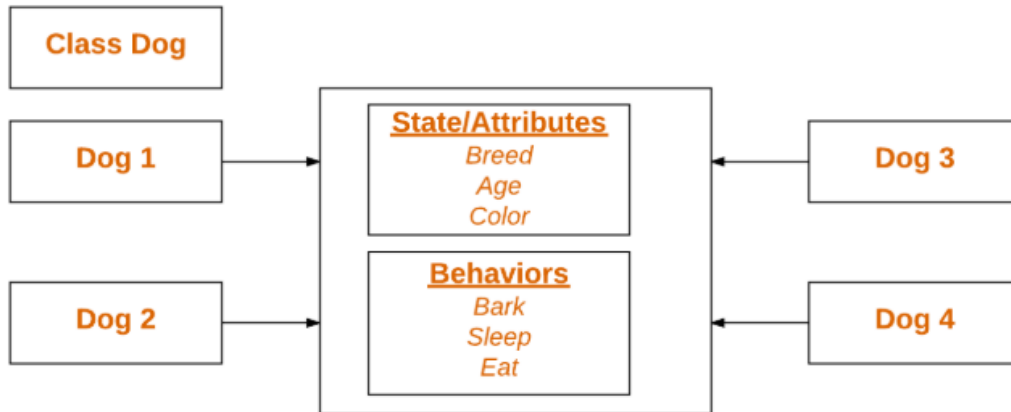 Class Dog
Dog 1
State/Attributes
Breed
Age
Color
Dog 3
Dog 2
Behaviors
Bark
Sleep
Eat
Dog 4